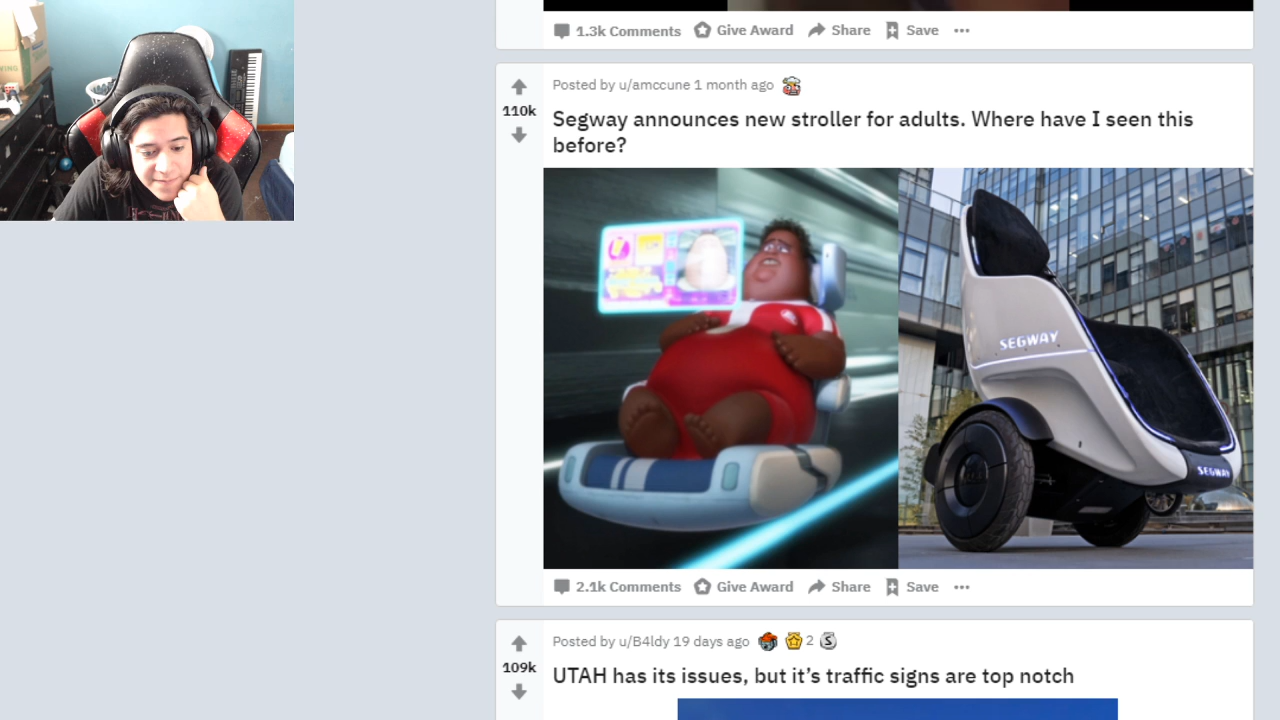 1.3k Comments Give Award Share Save
Posted by u/amccune 1 month ago
110k
Segway announces new stroller for adults. Where have I seen this
before?
SEGWAY
SEGWAY
2.1k Comments Give Award Share Save
Posted by u/B4ldy 19 days ago 2
109k
UTAH has its issues, but it’s traffic signs are top notch